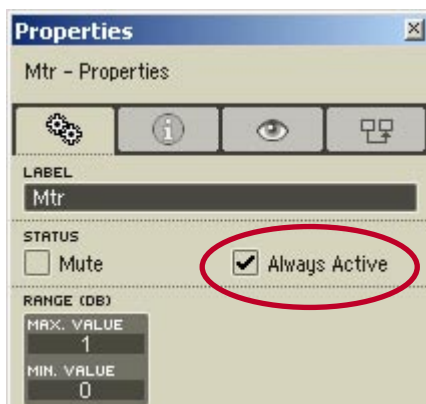 Properties
Mtr - Properties
LABEL
Mtr
STATUS
Mute
Always Active
RANGE (DB)
MAX. VALUE
1
MIN. VALUE
0